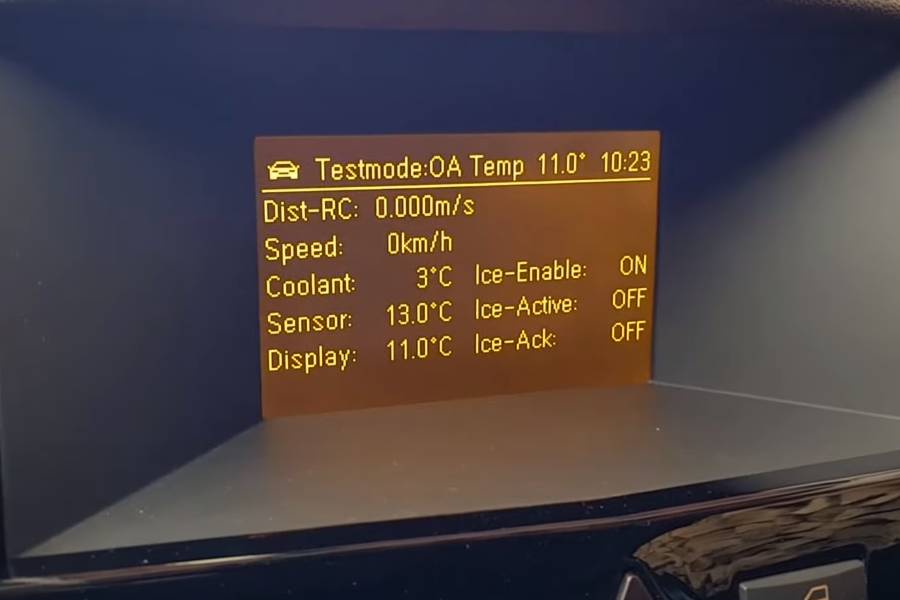 Testmode:OA Temp 11.0° 10:23
Dist-RC: 0.000m/s
Speed: 0km/h
Coolant: 3°C Ice-Enable: ON
Sensor: 13.0°C Ice-Active: OFF
Display: 11.0°C Ice-Ack: OFF